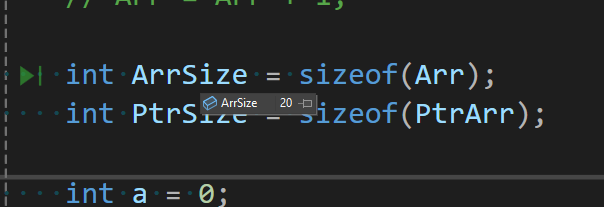 // Arr = Arr + 1;
int ArrSize = sizeof(Arr);
ArrSize 20
int PtrSize = sizeof(PtrArr);
int a = 0;